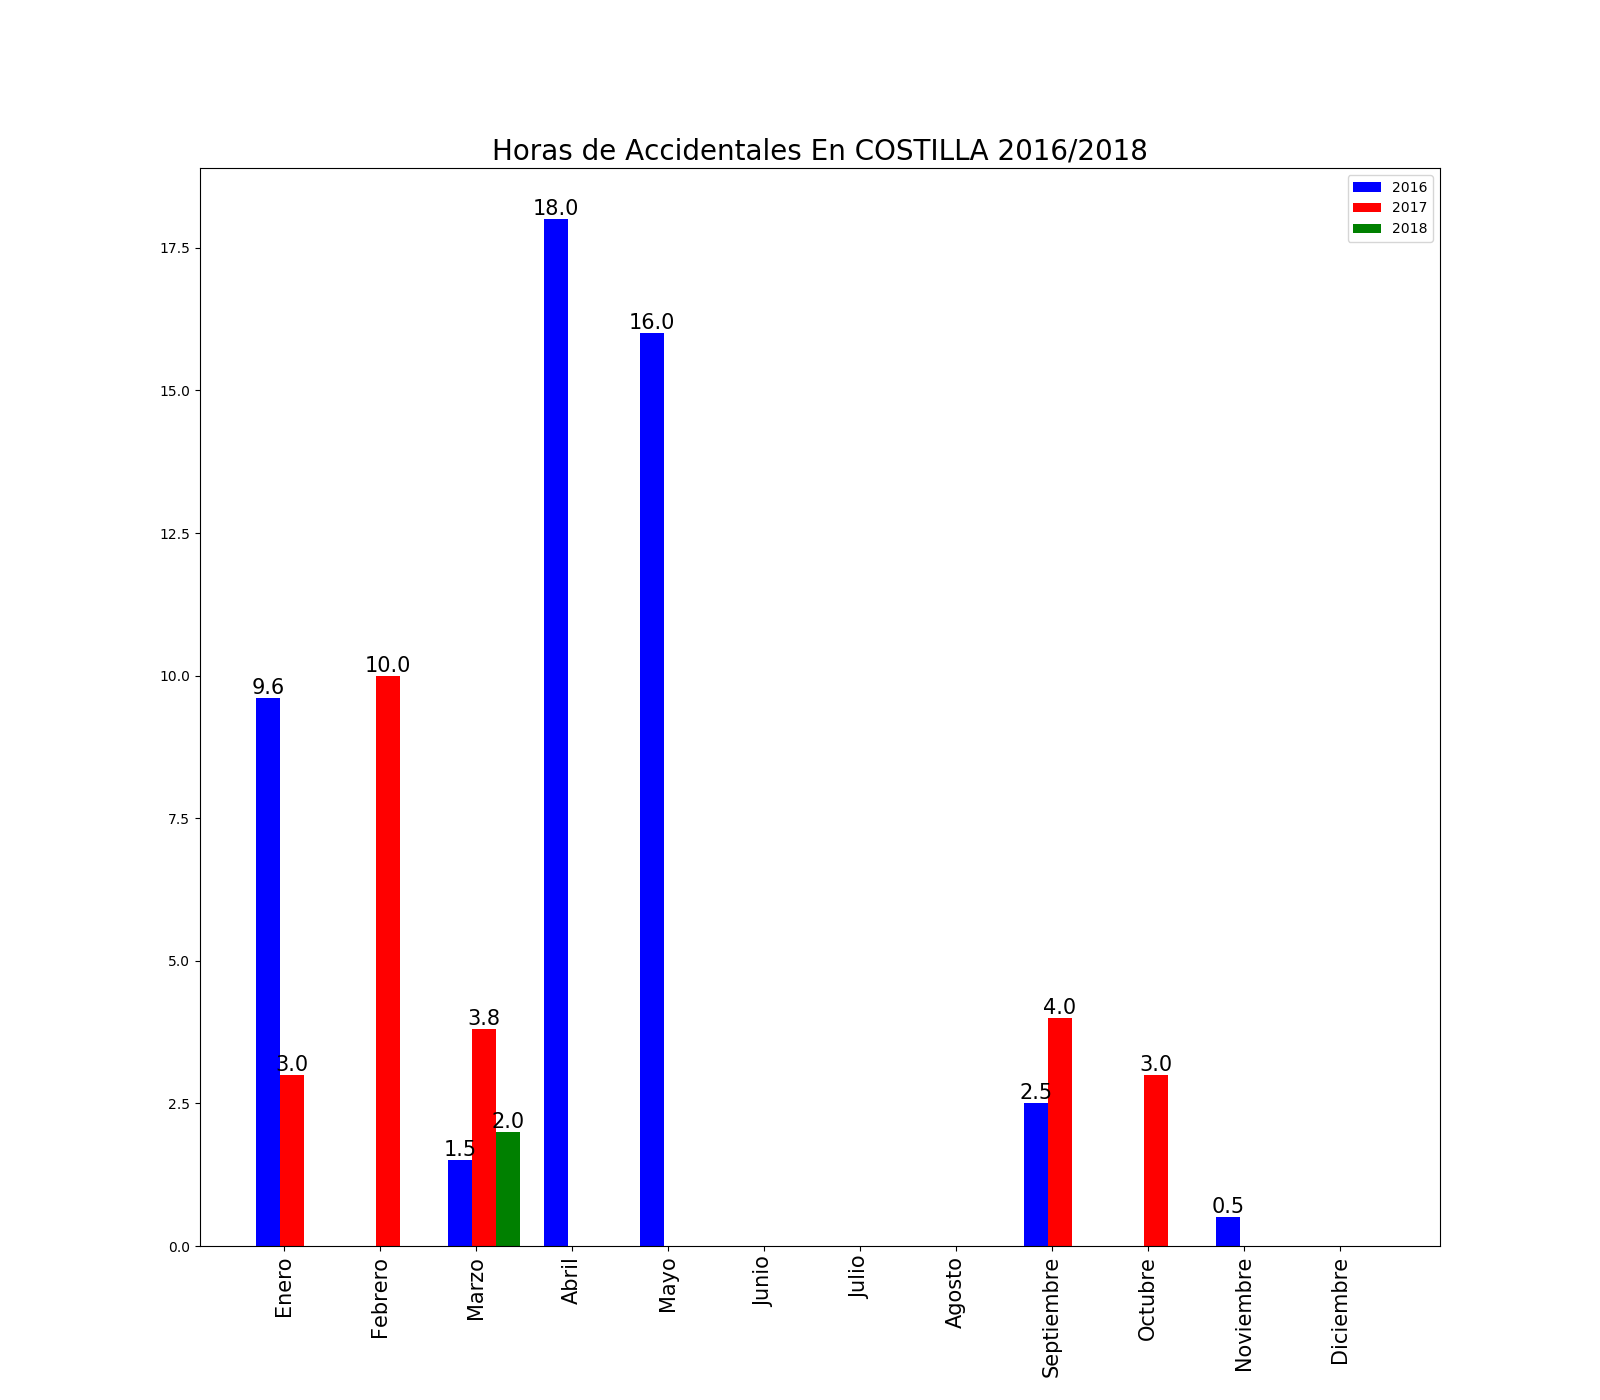 Horas de Accidentales En COSTILLA 2016/2018
2016
2017
2018
17.5
15.0
12.5
10.0
7.5
5.0
2.5
0.0
9.6
3.0
10.0
1.5
3.8
2.0
18.0
16.0
2.5
4.0
3.0
0.5
Enero
Febrero
Marzo
Abril
Mayo
Junio
Julio
Agosto
Septiembre
Octubre
Noviembre
Diciembre